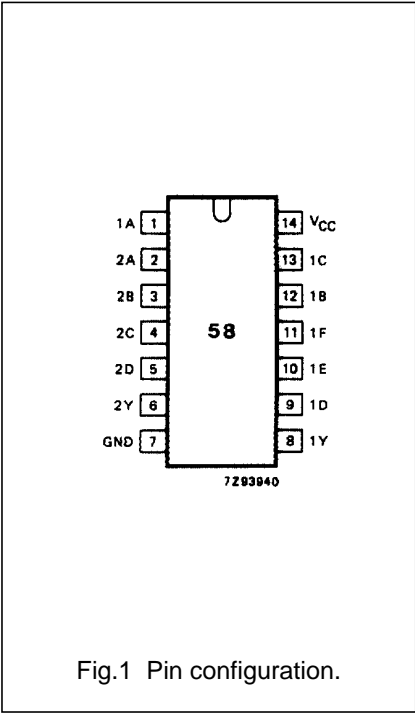 1A 1 14 VCC
2A 2 13 1C
2B 3 12 1B
2C 4 58 11 1F
2D 5 10 1E
2Y 6 9 1D
GND 7 8 1Y
7Z93940
Fig.1 Pin configuration.